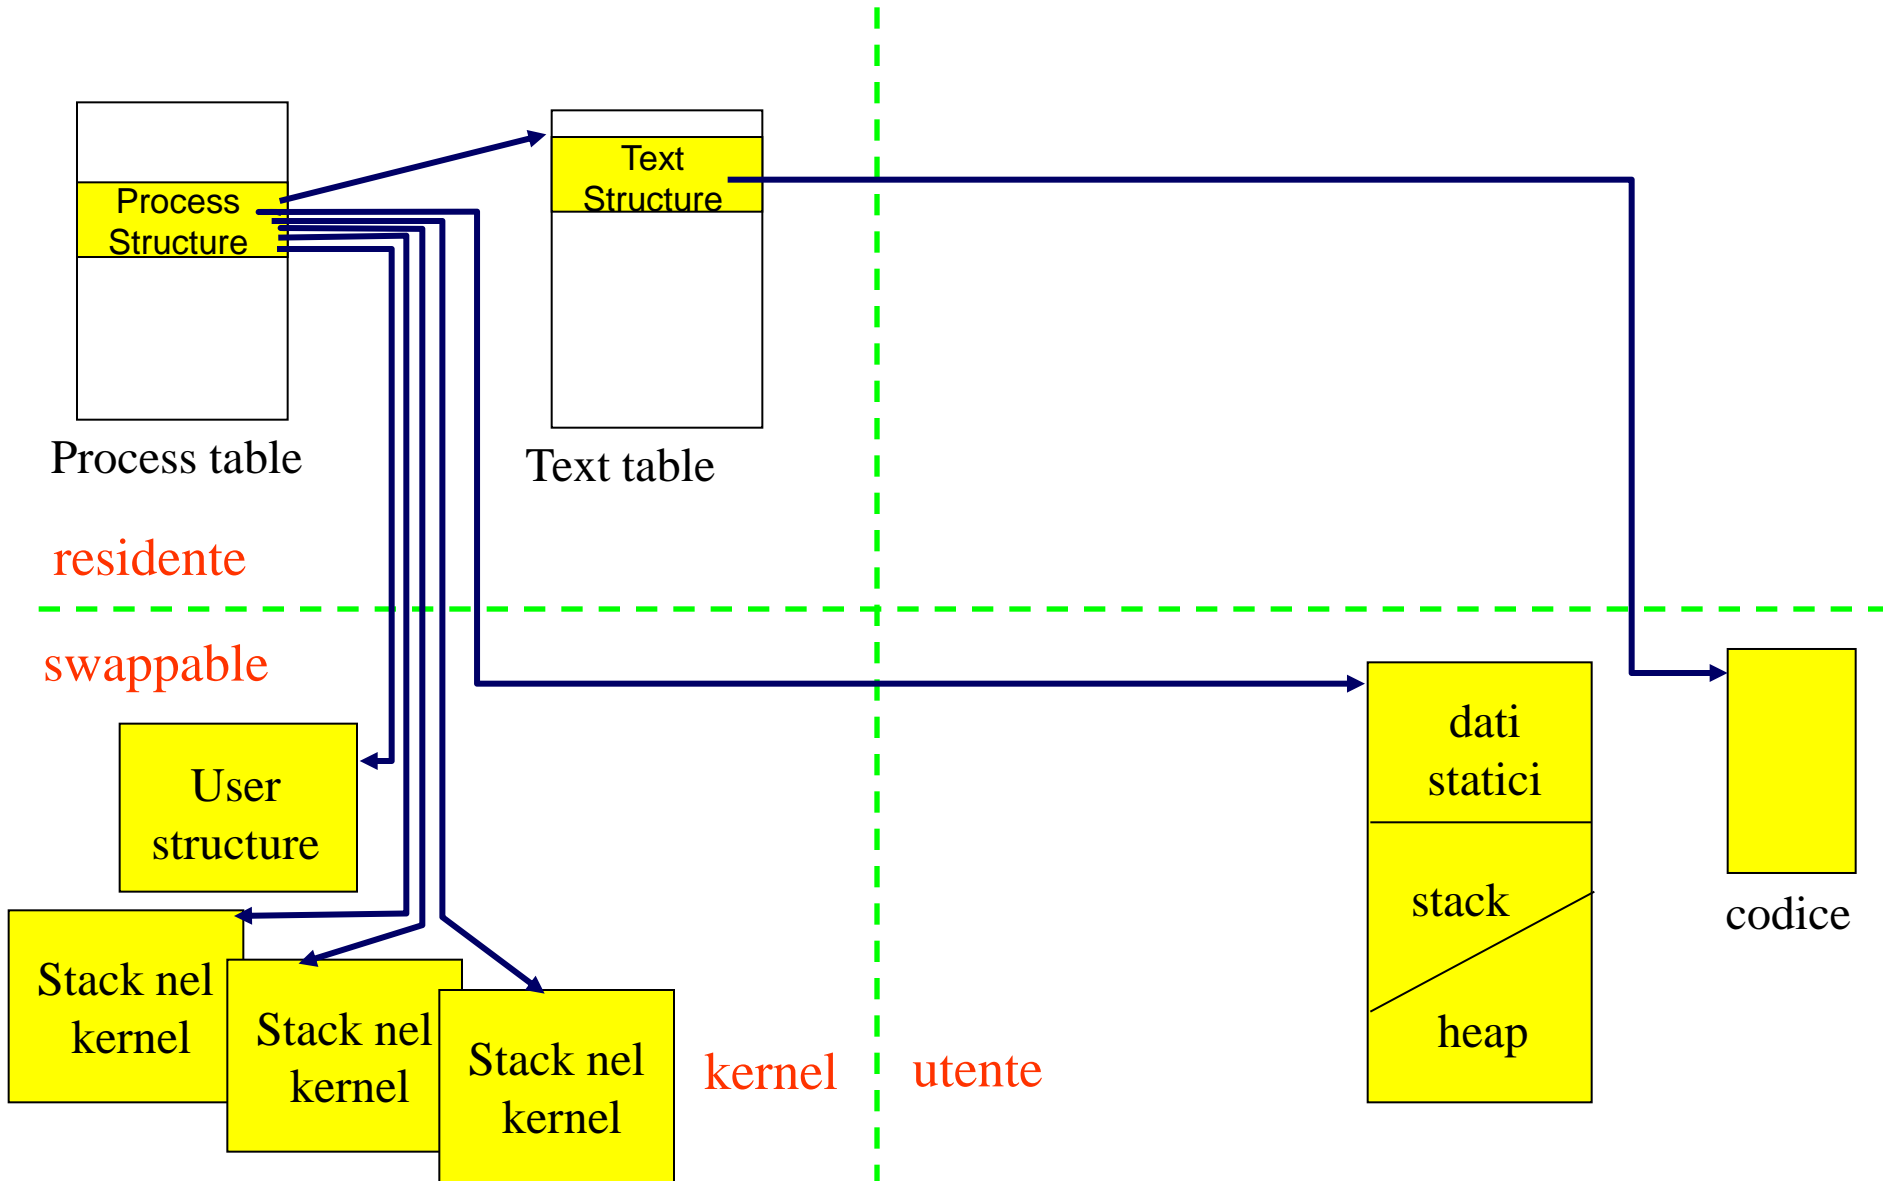 Process
Structure
Text
Structure
Process table
Text table
residente
swappable
User
structure
Stack nel
kernel
Stack nel
kernel
Stack nel
kernel
kernel
utente
dati
statici
stack
heap
codice